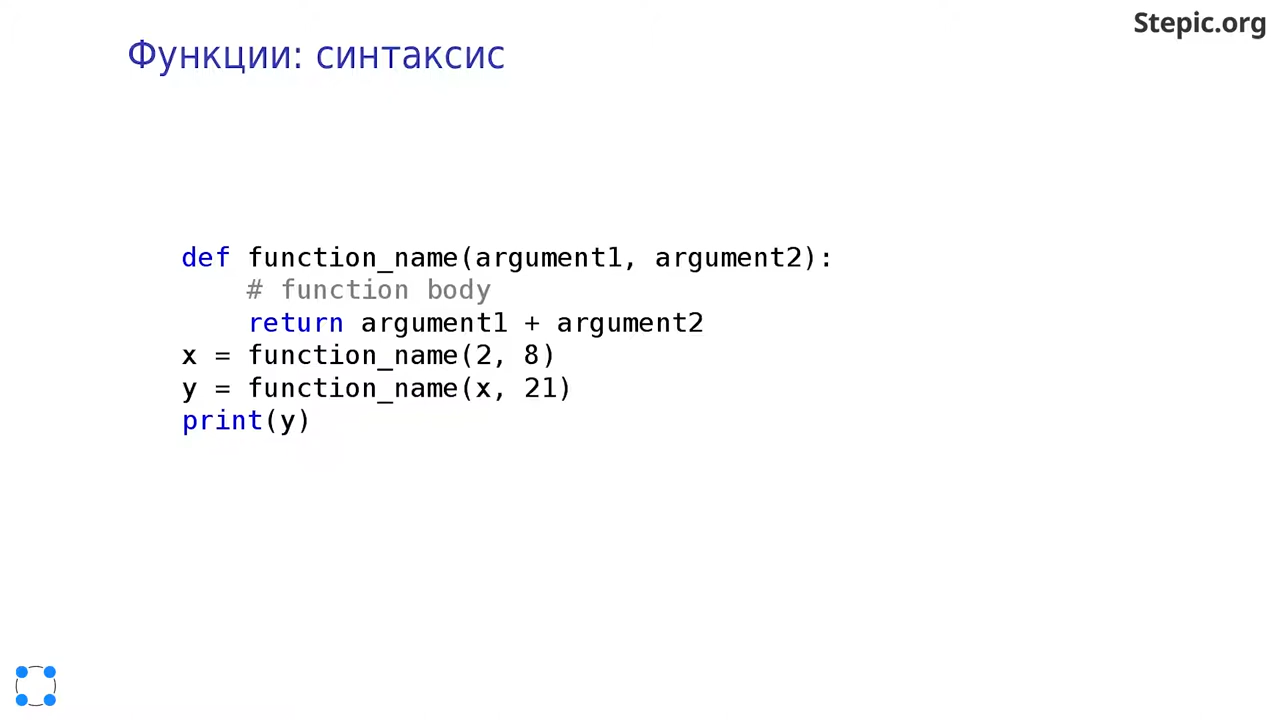 Stepic.org
Функции: синтаксис
def function_name(argument1, argument2):
    # function body
    return argument1 + argument2
x = function_name(2, 8)
y = function_name(x, 21)
print(y)